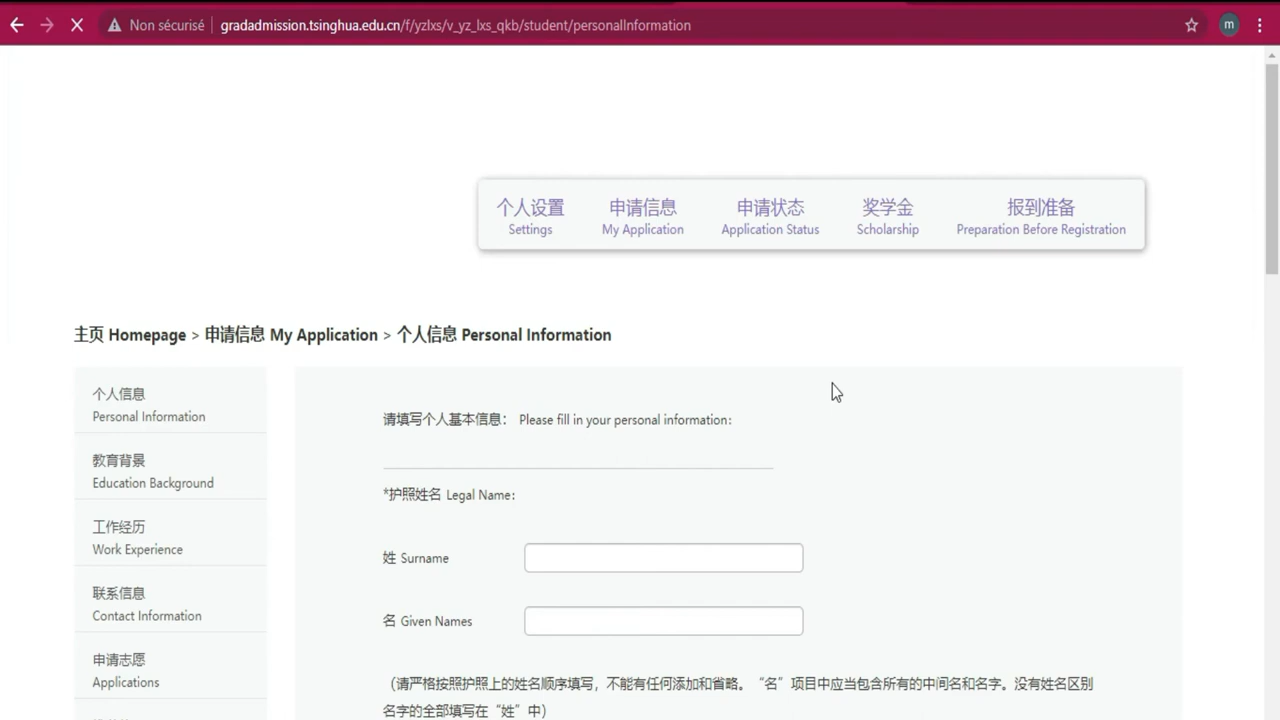 Non sécurisé gradadmission.tsinghua.edu.cn/f/yzlxs/v_yz_lxs_qkb/student/personalInformation
m
个人设置 申请信息 申请状态 奖学金 报到准备
Settings My Application Application Status Scholarship Preparation Before Registration
主页 Homepage > 申请信息 My Application > 个人信息 Personal Information
个人信息
Personal Information
教育背景
Education Background
工作经历
Work Experience
联系信息
Contact Information
申请志愿
Applications
请填写个人基本信息： Please fill in your personal information:
*护照姓名 Legal Name:
姓 Surname
名 Given Names
（请严格按照护照上的姓名顺序填写，不能有任何添加和省略。“名”项目中应当包含所有的中间名和名字。没有姓名区别
名字的全部填写在“姓”中）